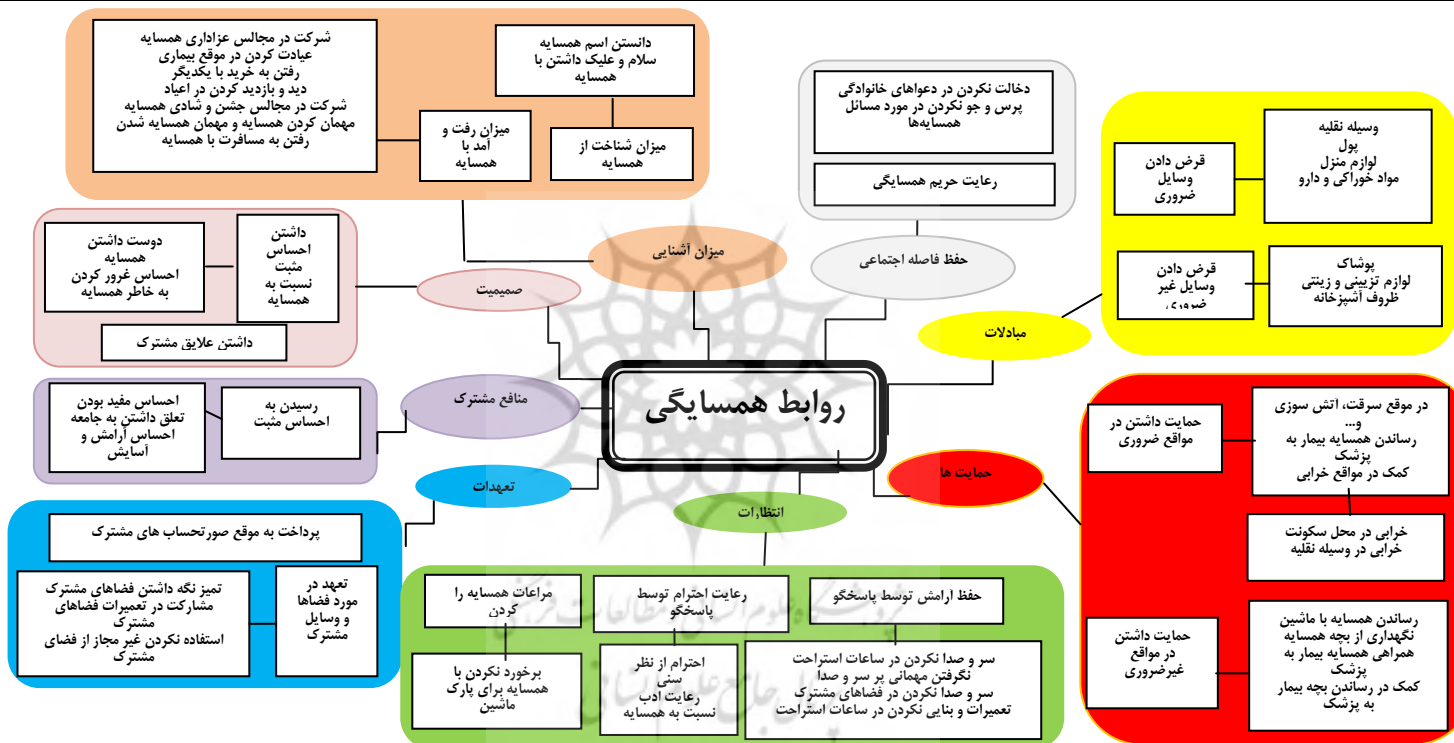 روابط همسایگی
مبادلات
قرض دادن
وسایل
ضروری
وسیله نقلیه
پول
لوازم منزل
مواد خوراکی و دارو
قرض دادن
وسایل غیر
ضروری
پوشاک
لوازم تزیینی و زینتی
ظروف آشپزخانه
حفظ فاصله اجتماعی
دخالت نکردن در دعواهای خانوادگی
پرس و جو نکردن در مورد مسائل
همسایه‌ها
رعایت حریم همسایگی
میزان آشنایی
دانستن اسم همسایه
سلام و علیک داشتن با
همسایه
میزان شناخت از
همسایه
میزان رفت و
آمد با
همسایه
شرکت در مجالس عزاداری همسایه
عیادت کردن در موقع بیماری
رفتن به خرید با یکدیگر
دید و بازدید کردن در اعیاد
شرکت در مجالس جشن و شادی همسایه
مهمان کردن همسایه و مهمان همسایه شدن
رفتن به مسافرت با همسایه
صمیمیت
داشتن
احساس
مثبت
نسبت به
همسایه
دوست داشتن
همسایه
احساس غرور کردن
به خاطر همسایه
داشتن علایق مشترک
منافع مشترک
رسیدن به
احساس مثبت
احساس مفید بودن
تعلق داشتن به جامعه
احساس آرامش و
آسایش
تعهدات
پرداخت به موقع صورتحساب های مشترک
تعهد در
مورد فضاها
و وسایل
مشترک
تمیز نگه داشتن فضاهای مشترک
مشارکت در تعمیرات فضاهای
مشترک
استفاده نکردن غیر مجاز از فضای
مشترک
انتظارات
حفظ ارامش توسط پاسخگو
سر و صدا نکردن در ساعات استراحت
نگرفتن مهمانی پر سر و صدا
سر و صدا نکردن در فضاهای مشترک
تعمیرات و بنایی نکردن در ساعات استراحت
رعایت احترام توسط
پاسخگو
احترام از نظر
سنی
رعایت ادب
نسبت به همسایه
مراعات همسایه را
کردن
برخورد نکردن با
همسایه برای پارک
ماشین
حمایت ها
حمایت داشتن در
مواقع ضروری
در موقع سرقت، اتش سوزی
و...
رساندن همسایه بیمار به
پزشک
کمک در مواقع خرابی
خرابی در محل سکونت
خرابی در وسیله نقلیه
حمایت داشتن
در مواقع
غیرضروری
رساندن همسایه با ماشین
نگهداری از بچه همسایه
همراهی همسایه بیمار به
پزشک
کمک در رساندن بچه بیمار
به پزشک
پژوهشگاه علوم انسانی و مطالعات فرهنگی
پرتال جامع علوم انسانی